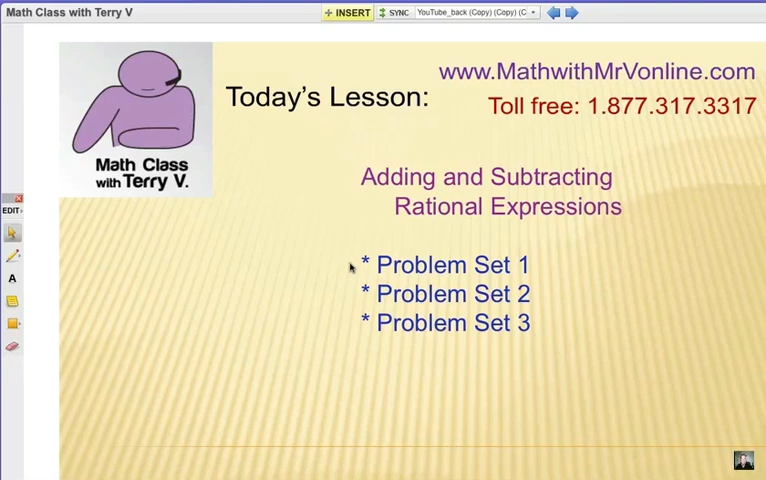 Math Class with Terry V
INSERT
SYNC
YouTube_back (Copy) (Copy) (C
www.MathwithMrVonline.com
Today's Lesson:
Toll free: 1.877.317.3317
Math Class
with Terry V.
Adding and Subtracting
Rational Expressions
EDIT
* Problem Set 1
* Problem Set 2
* Problem Set 3
A